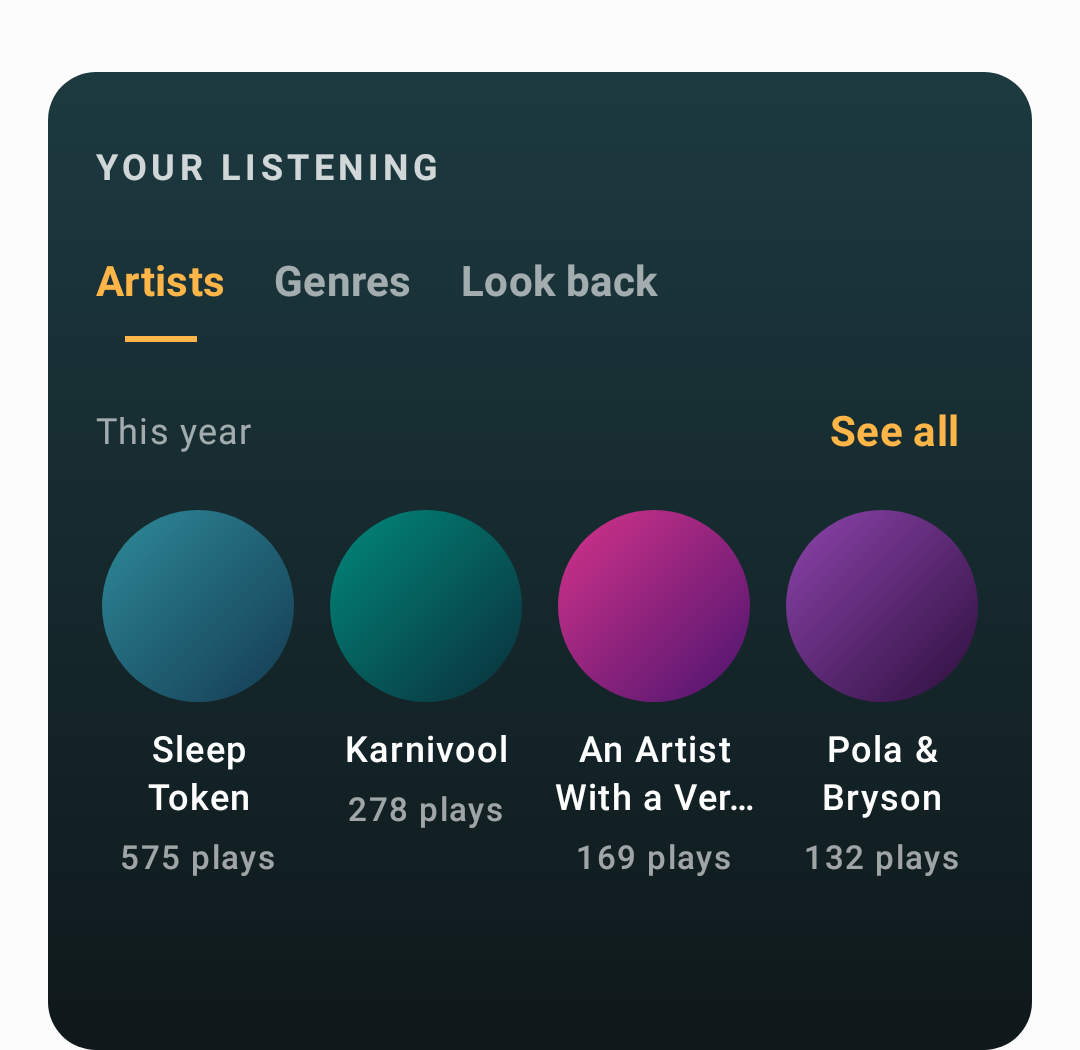 YOUR LISTENING
Artists Genres Look back
This year See all
Sleep Token
575 plays
Karnivool
278 plays
An Artist With a Ver…
169 plays
Pola & Bryson
132 plays